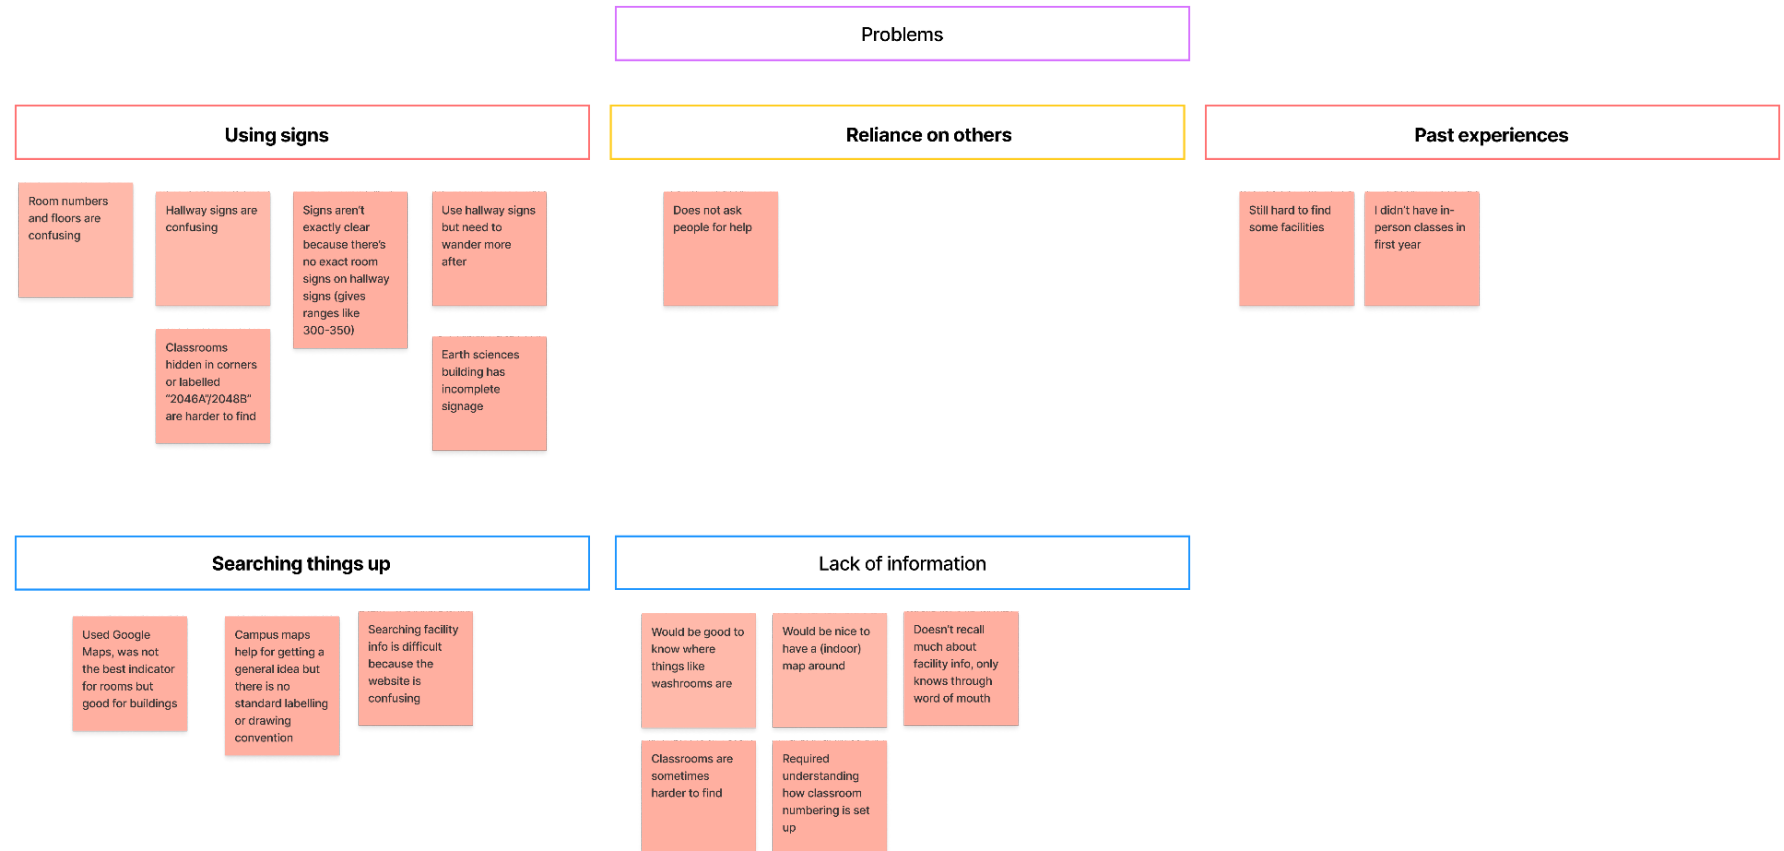 Problems
Using signs
Reliance on others
Past experiences
Room numbers
and floors are
confusing
Hallway signs are
confusing
Signs aren't
exactly clear
because there's
no exact room
signs on hallway
signs (gives
ranges like
300-350)
Use hallway signs
but need to
wander more
after
Classrooms
hidden in corners
or labelled
"2046A"/2048B"
are harder to find
Earth sciences
building has
incomplete
signage
Does not ask
people for help
Still hard to find
some facilities
I didn't have in-
person classes in
first year
Searching things up
Lack of information
Used Google
Maps, was not
the best indicator
for rooms but
good for buildings
Campus maps
help for getting a
general idea but
there is no
standard labelling
or drawing
convention
Searching facility
info is difficult
because the
website is
confusing
Would be good to
know where
things like
washrooms are
Would be nice to
have a (indoor)
map around
Doesn't recall
much about
facility info, only
knows through
word of mouth
Classrooms are
sometimes
harder to find
Required
understanding
how classroom
numbering is set
up